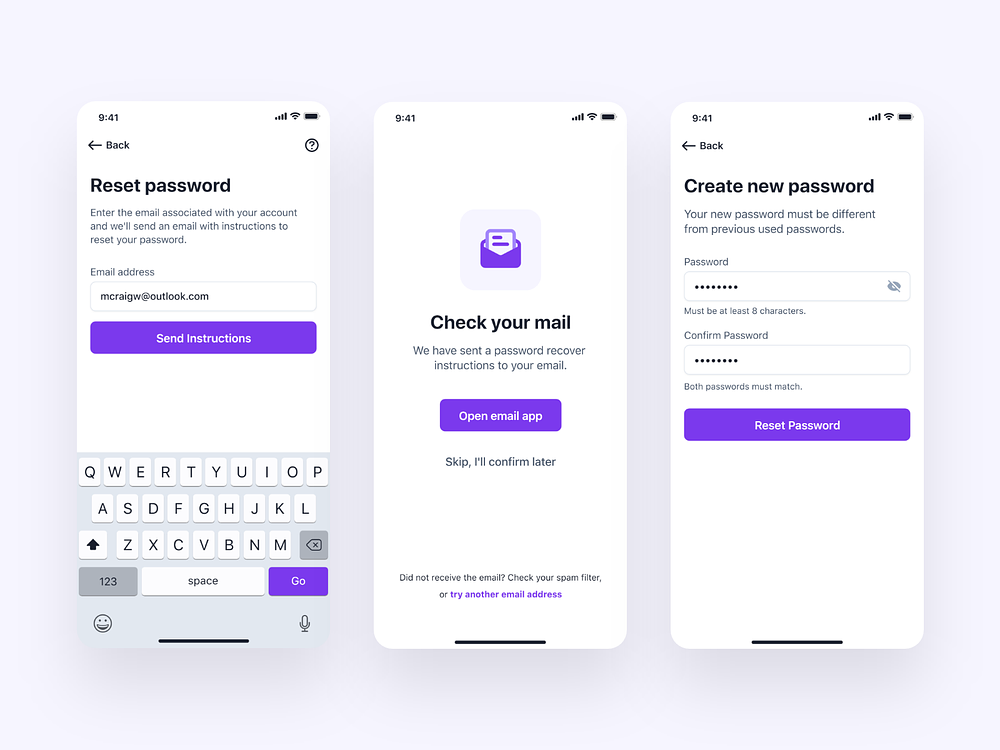 9:41
Back
Reset password
Enter the email associated with your account
and we'll send an email with instructions to
reset your password.
Email address
mcraigw@outlook.com
Send Instructions
Q W E R T Y U I O P
A S D F G H J K L
Z X C V B N M
123 space Go
9:41
Check your mail
We have sent a password recover
instructions to your email.
Open email app
Skip, I'll confirm later
Did not receive the email? Check your spam filter,
or try another email address
9:41
Back
Create new password
Your new password must be different
from previous used passwords.
Password
••••••••
Must be at least 8 characters.
Confirm Password
••••••••
Both passwords must match.
Reset Password